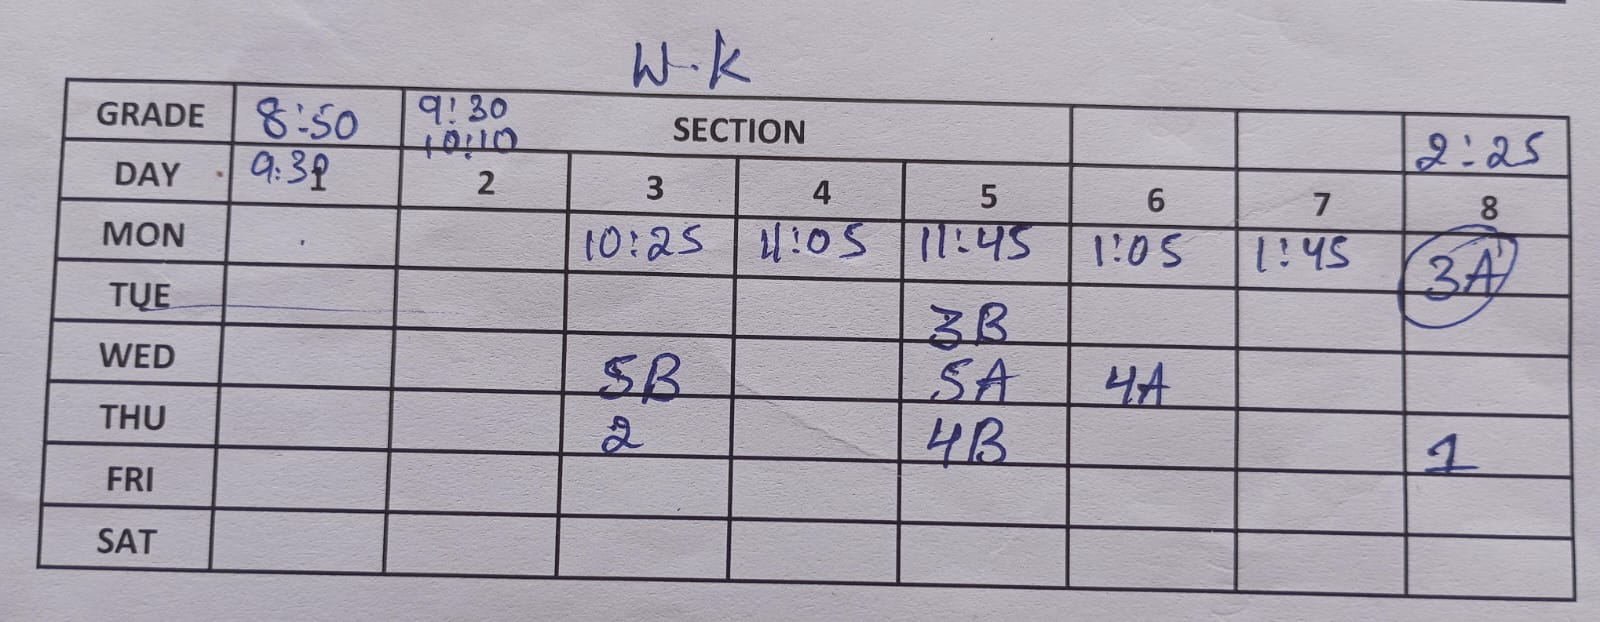 W.K
GRADE 8:50 9:30 10:10 SECTION 2:25
DAY 9:30 1 2 3 4 5 6 7 8
MON 10:25 11:05 11:45 1:05 1:45 3A
TUE 3B
WED 5B 5A 4A
THU 2 4B 1
FRI
SAT